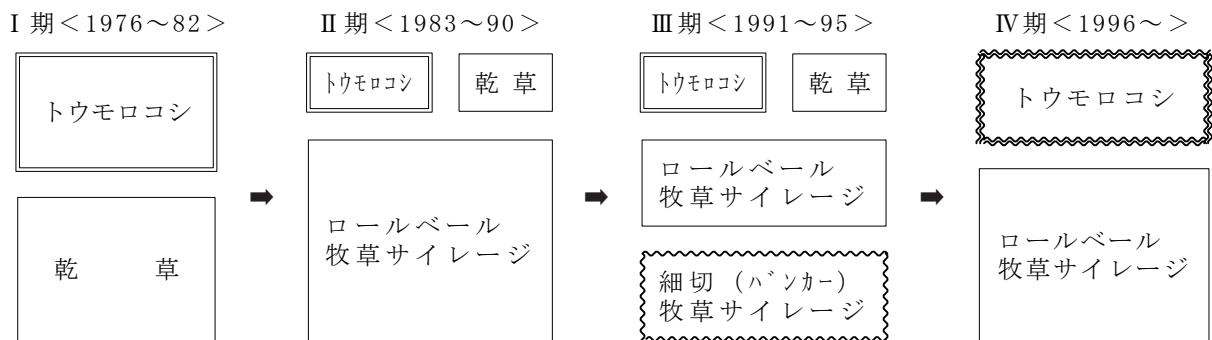 Ⅰ期＜1976～82＞
トウモロコシ
乾草
Ⅱ期＜1983～90＞
トウモロコシ
乾草
ロールベール
牧草サイレージ
Ⅲ期＜1991～95＞
トウモロコシ
乾草
ロールベール
牧草サイレージ
細切（バンカー）
牧草サイレージ
Ⅳ期＜1996～＞
トウモロコシ
ロールベール
牧草サイレージ